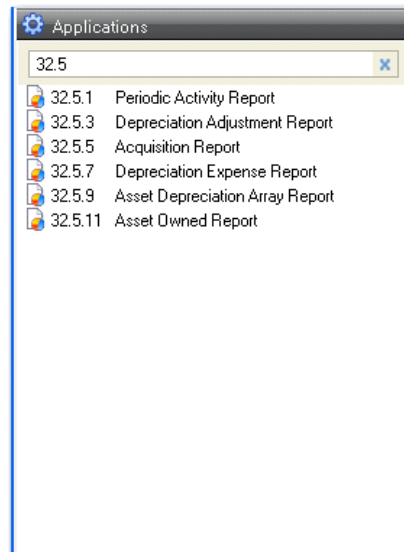 Applications
32.5
32.5.1 Periodic Activity Report
32.5.3 Depreciation Adjustment Report
32.5.5 Acquisition Report
32.5.7 Depreciation Expense Report
32.5.9 Asset Depreciation Array Report
32.5.11 Asset Owned Report